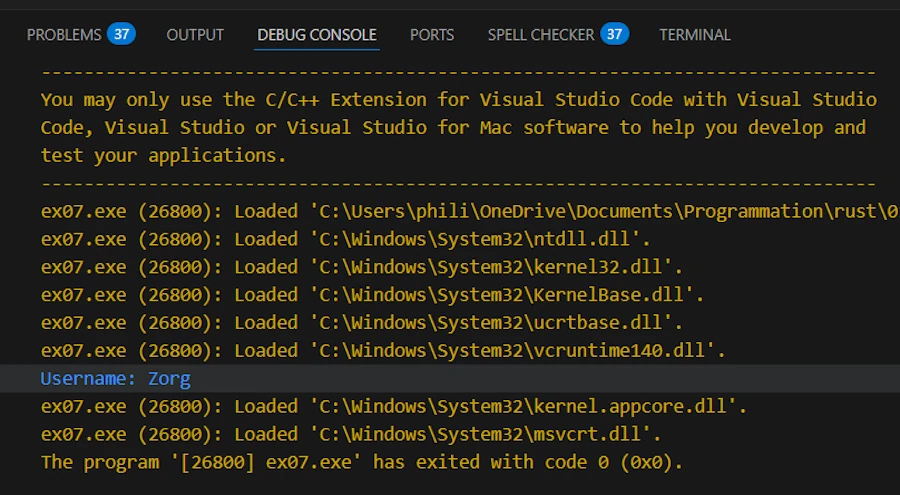 PROBLEMS 37 OUTPUT DEBUG CONSOLE PORTS SPELL CHECKER 37 TERMINAL
------------------------------------------------------------------------------
You may only use the C/C++ Extension for Visual Studio Code with Visual Studio
Code, Visual Studio or Visual Studio for Mac software to help you develop and
test your applications.
------------------------------------------------------------------------------
ex07.exe (26800): Loaded 'C:\Users\phili\OneDrive\Documents\Programmation\rust\0
ex07.exe (26800): Loaded 'C:\Windows\System32\ntdll.dll'.
ex07.exe (26800): Loaded 'C:\Windows\System32\kernel32.dll'.
ex07.exe (26800): Loaded 'C:\Windows\System32\KernelBase.dll'.
ex07.exe (26800): Loaded 'C:\Windows\System32\ucrtbase.dll'.
ex07.exe (26800): Loaded 'C:\Windows\System32\vcruntime140.dll'.
Username: Zorg
ex07.exe (26800): Loaded 'C:\Windows\System32\kernel.appcore.dll'.
ex07.exe (26800): Loaded 'C:\Windows\System32\msvcrt.dll'.
The program '[26800] ex07.exe' has exited with code 0 (0x0).